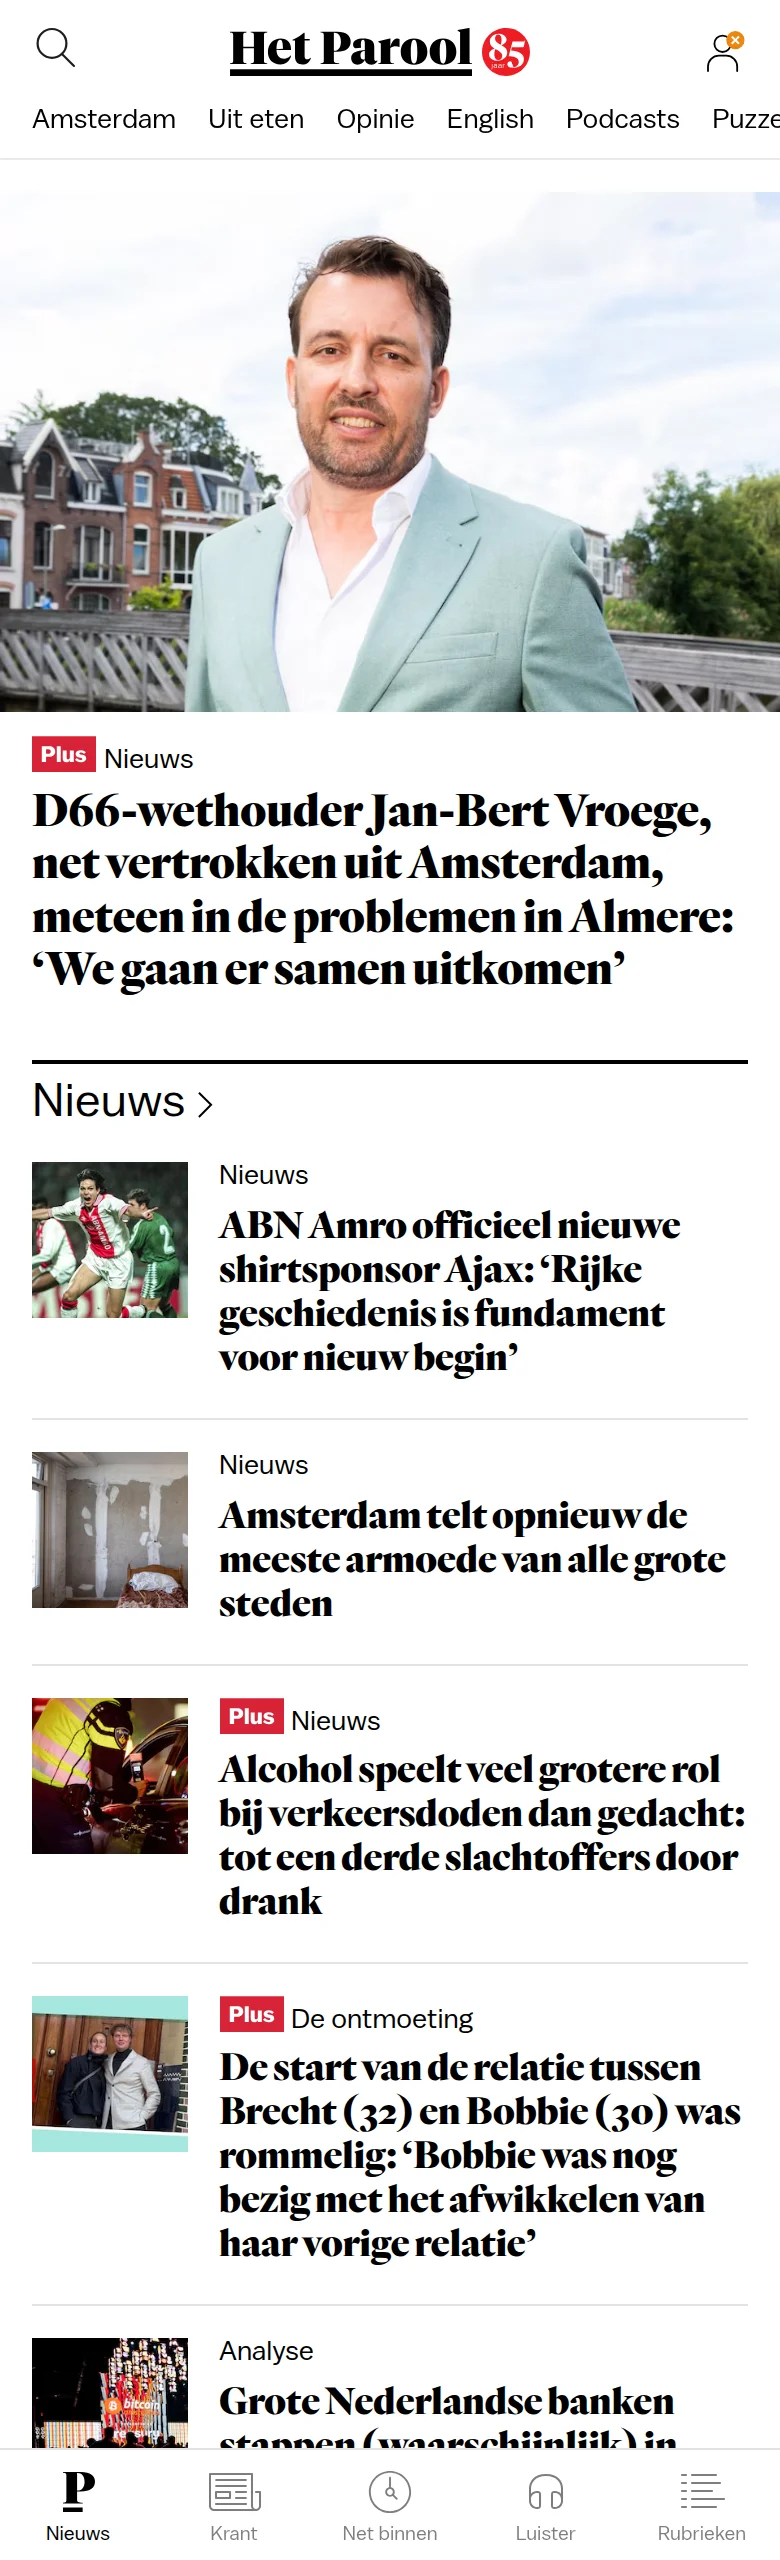 Het Parool 85 jaar
Amsterdam Uit eten Opinie English Podcasts Puzze
Plus Nieuws
D66-wethouder Jan-Bert Vroege,
net vertrokken uit Amsterdam,
meteen in de problemen in Almere:
‘We gaan er samen uitkomen’
Nieuws
Nieuws
ABN Amro officieel nieuwe
shirtsponsor Ajax: ‘Rijke
geschiedenis is fundament
voor nieuw begin’
Nieuws
Amsterdam telt opnieuw de
meeste armoede van alle grote
steden
Plus Nieuws
Alcohol speelt veel grotere rol
bij verkeersdoden dan gedacht:
tot een derde slachtoffers door
drank
Plus De ontmoeting
De start van de relatie tussen
Brecht (32) en Bobbie (30) was
rommelig: ‘Bobbie was nog
bezig met het afwikkelen van
haar vorige relatie’
bitcoin
Analyse
Grote Nederlandse banken
stappen (waarschijnlijk) in
P
Nieuws Krant Net binnen Luister Rubrieken